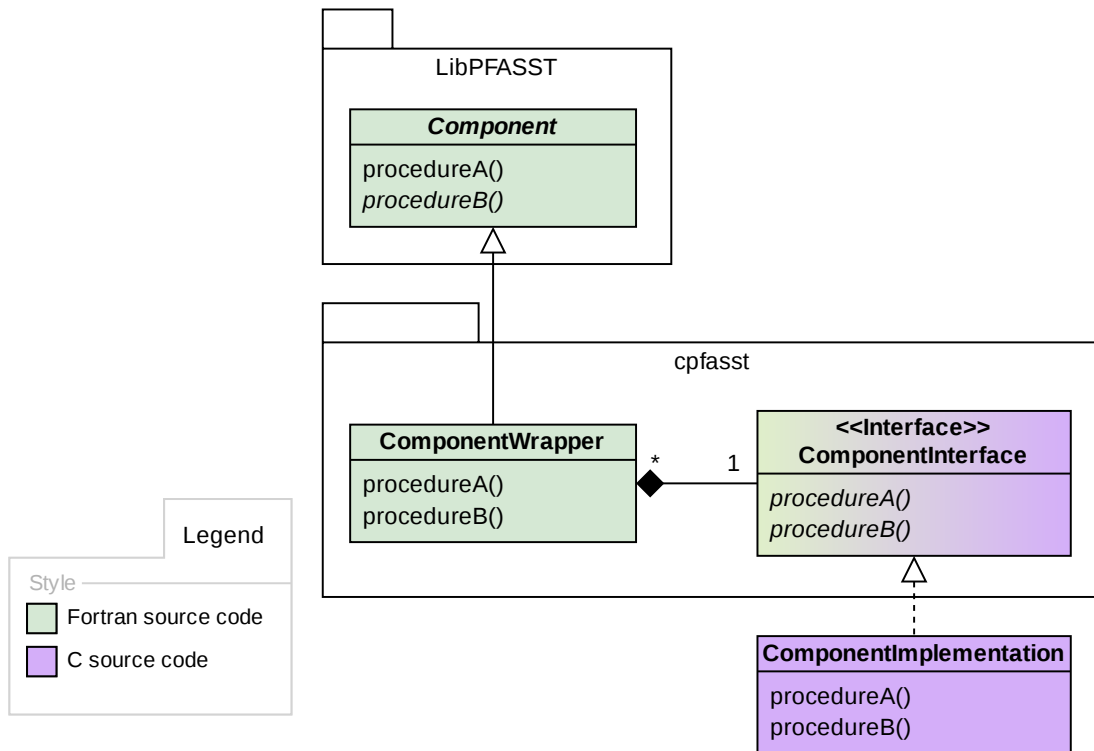 LibPFASST
Component
procedureA()
procedureB()
cpfasst
ComponentWrapper
procedureA()
procedureB()
*
1
<<Interface>>
ComponentInterface
procedureA()
procedureB()
Legend
Style
Fortran source code
C source code
ComponentImplementation
procedureA()
procedureB()